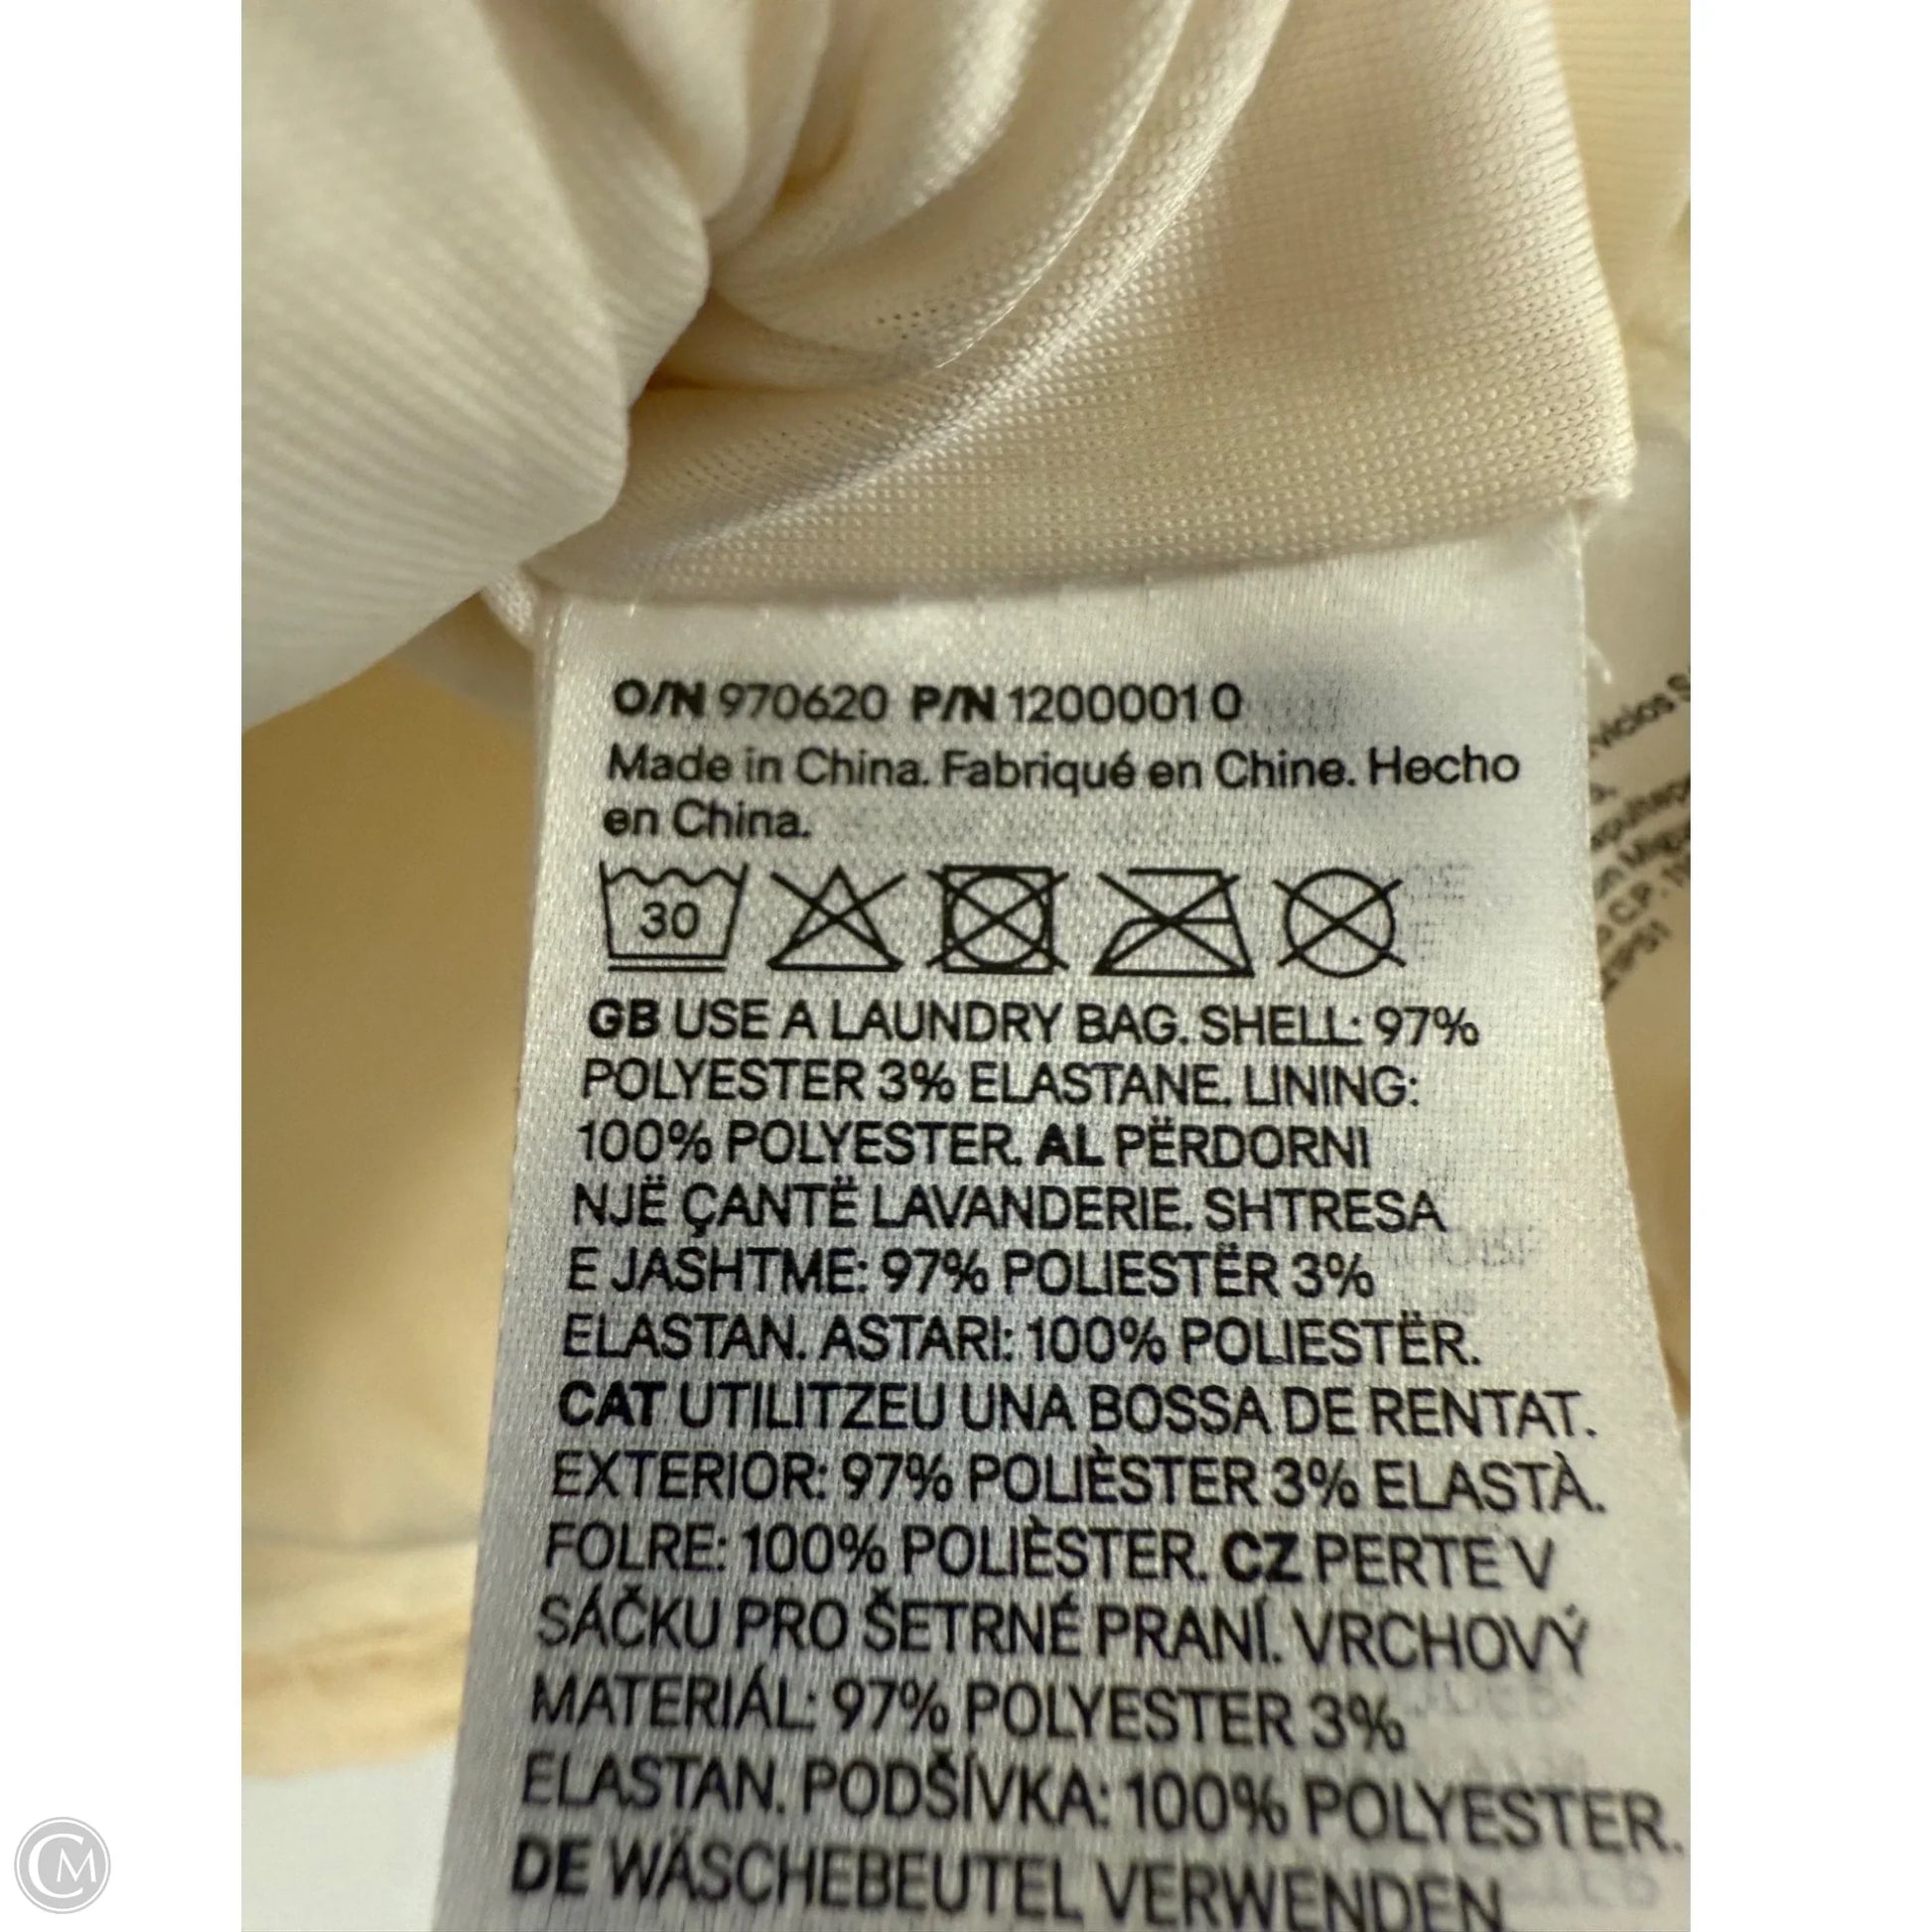 O/N 970620 P/N 12000010
Made in China. Fabriqué en Chine. Hecho
en China.
30
GB USE A LAUNDRY BAG. SHELL: 97%
POLYESTER 3% ELASTANE. LINING:
100% POLYESTER. AL PËRDORNI
NJË ÇANTË LAVANDERIE. SHTRESA
E JASHTME: 97% POLIESTËR 3%
ELASTAN. ASTARI: 100% POLIESTËR.
CAT UTILITZEU UNA BOSSA DE RENTAT.
EXTERIOR: 97% POLIÈSTER 3% ELASTÀ.
FOLRE: 100% POLIÈSTER. CZ PERTE V
SÁČKU PRO ŠETRNÉ PRANÍ. VRCHOVÝ
MATERIÁL: 97% POLYESTER 3%
ELASTAN. PODŠÍVKA: 100% POLYESTER.
DE WÄSCHEBEUTEL VERWENDEN
CM